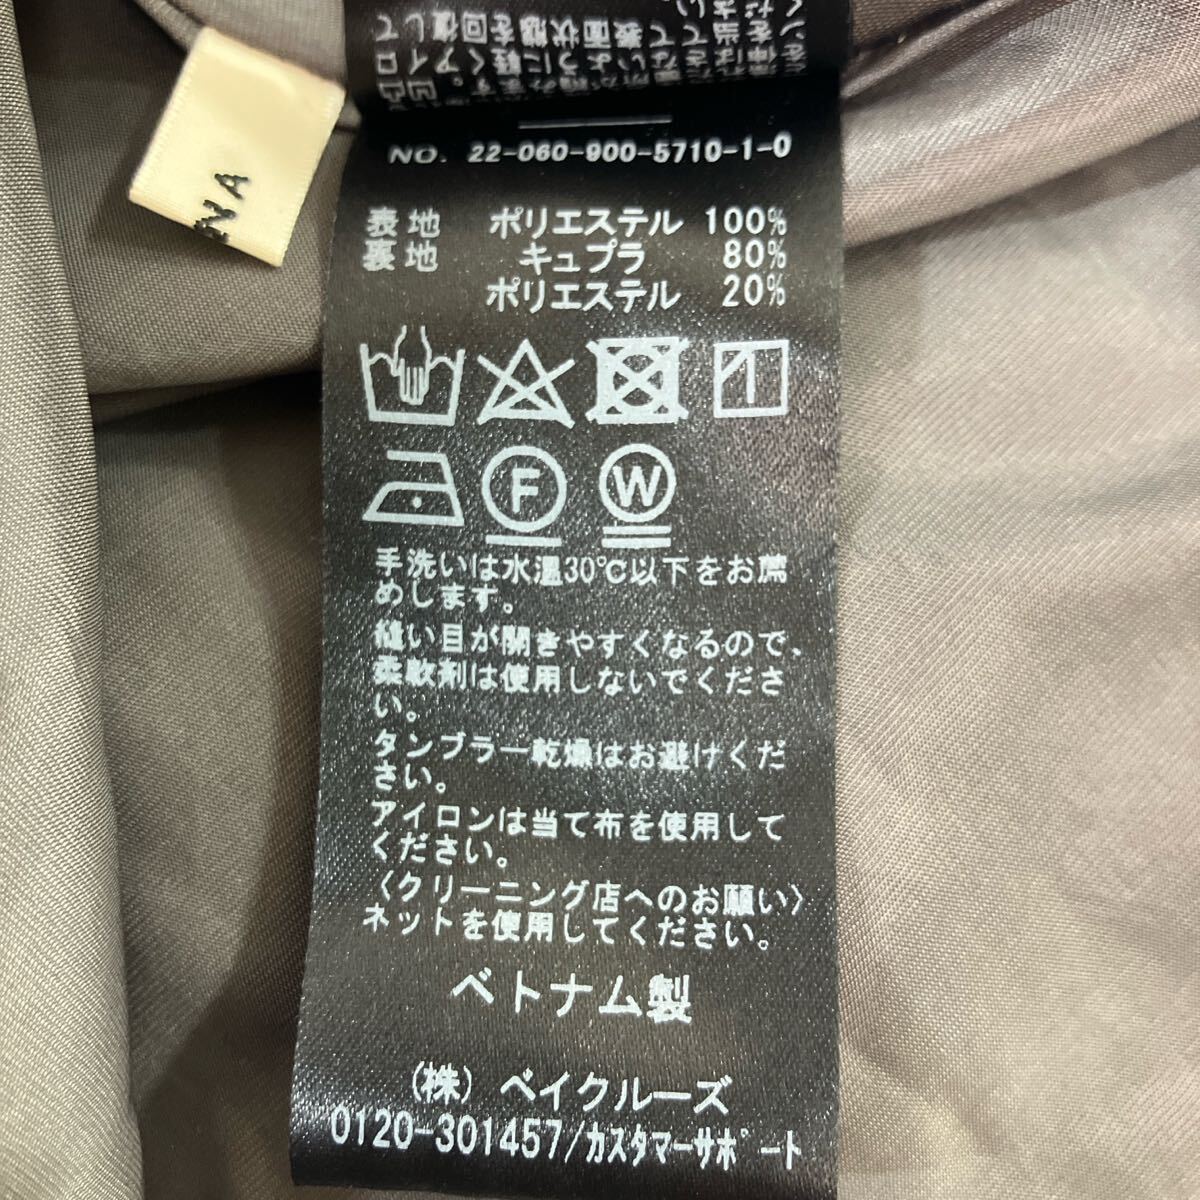 NO. 22-060-900-5710-1-0
表地 ポリエステル 100%
裏地 キュプラ 80%
ポリエステル 20%
F
W
手洗いは水温30℃以下をお薦
めします。
縫い目が開きやすくなるので、
柔軟剤は使用しないでくださ
い。
タンブラー乾燥はお避けくだ
さい。
アイロンは当て布を使用して
ください。
〈クリーニング店へのお願い〉
ネットを使用してください。
ベトナム製
(株) ベイクルーズ
0120-301457/カスタマーサポート